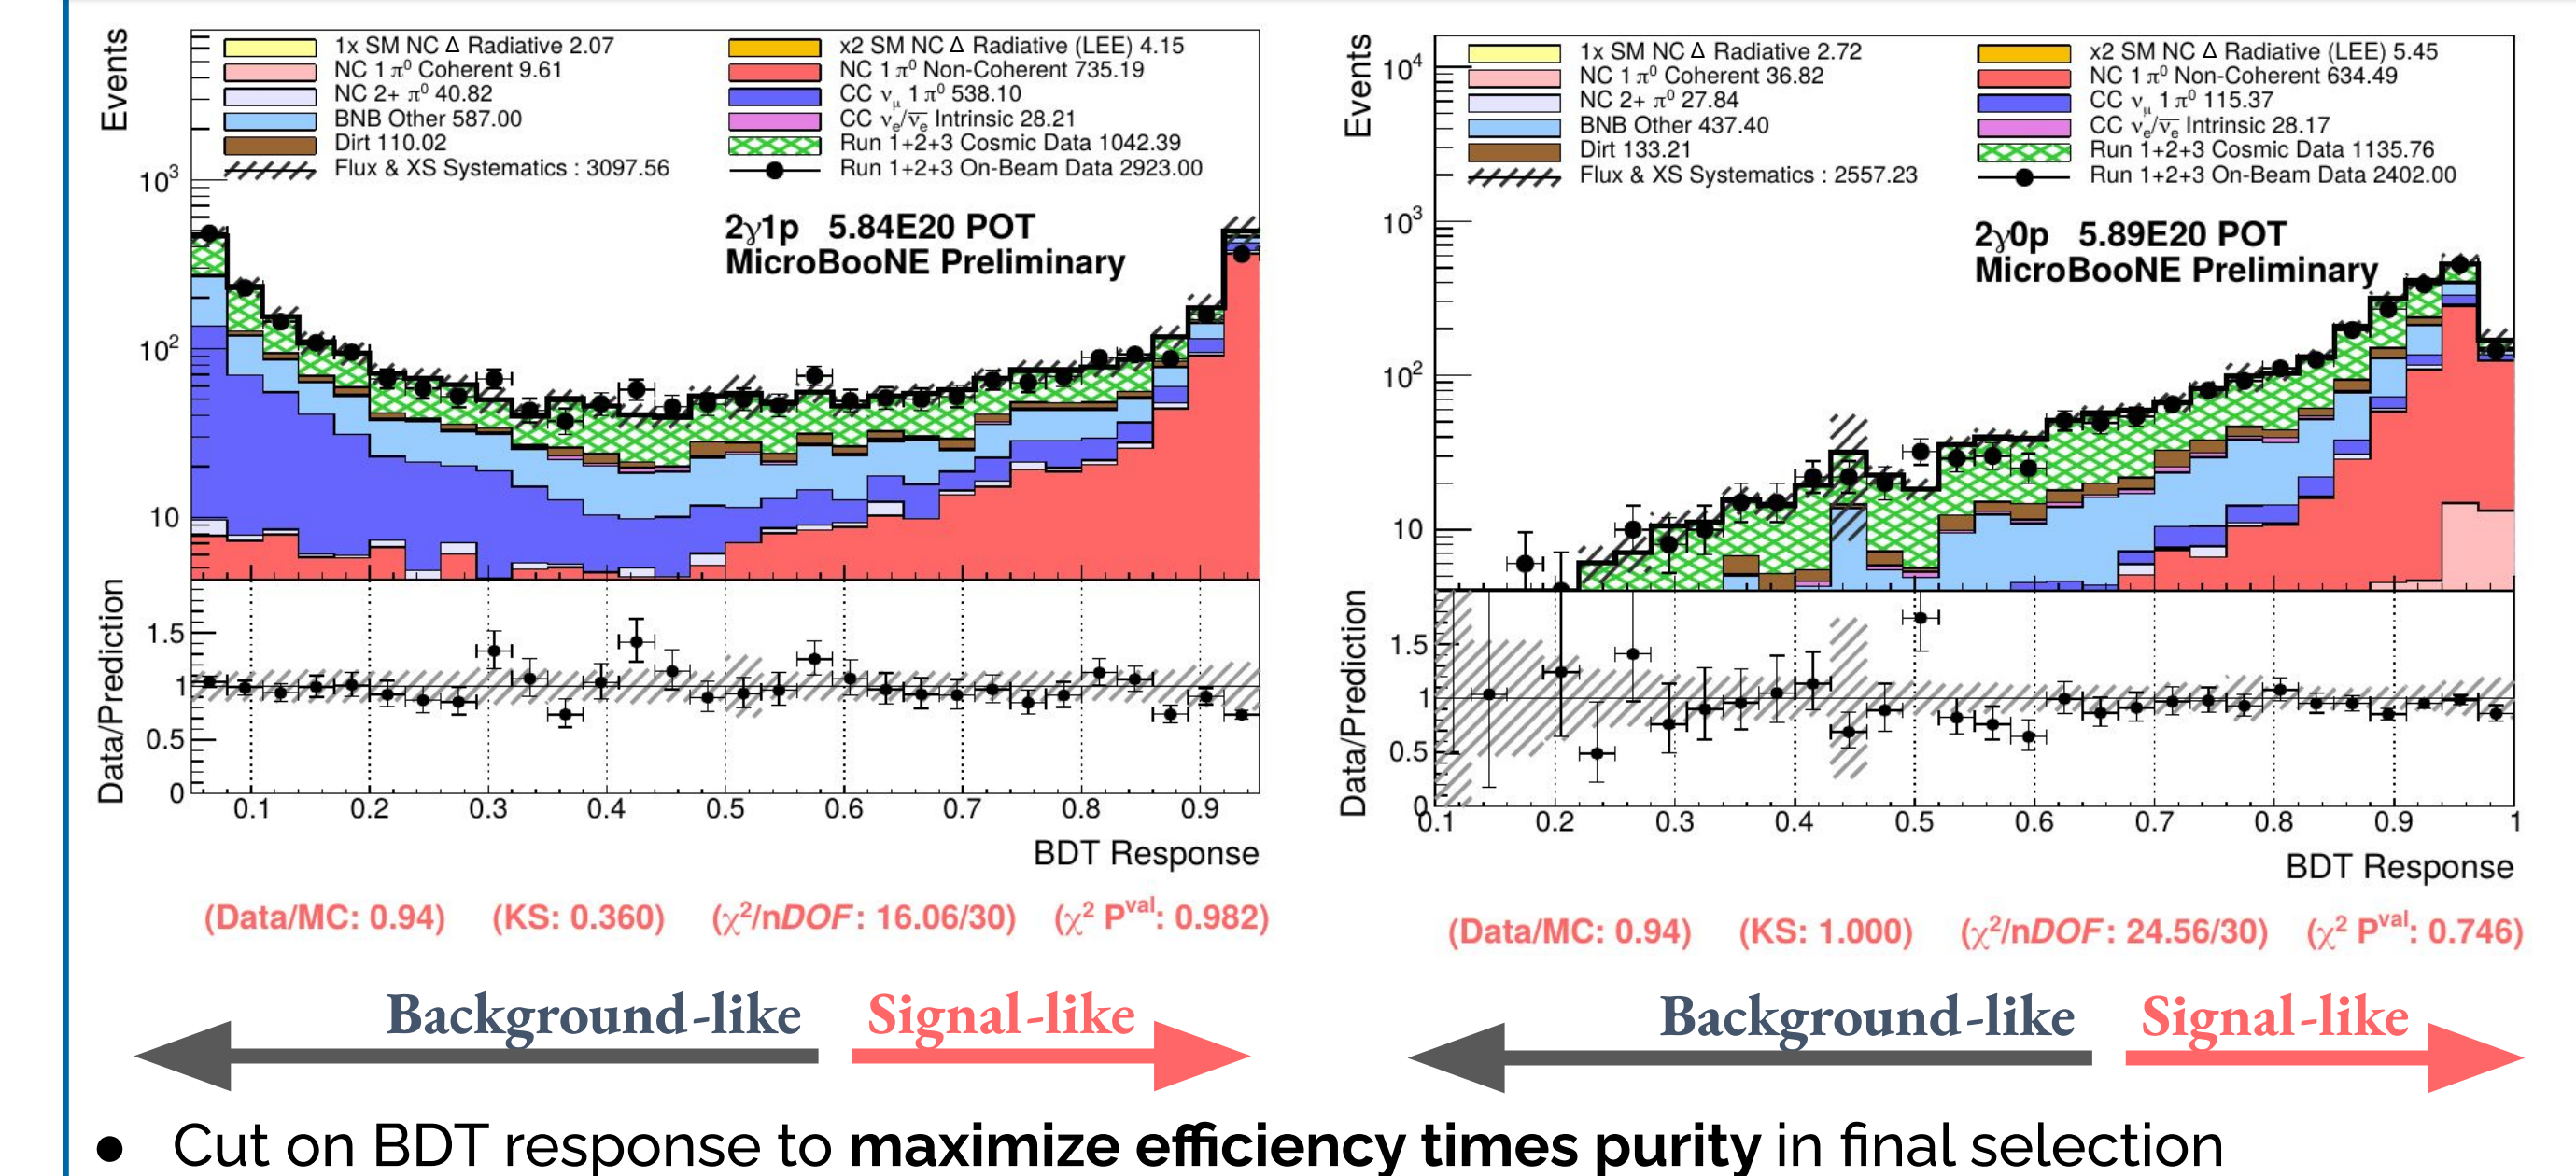 Events
1x SM NC Δ Radiative 2.07
x2 SM NC Δ Radiative (LEE) 4.15
NC 1 π⁰ Coherent 9.61
NC 1 π⁰ Non-Coherent 735.19
NC 2+ π⁰ 40.82
CC ν_μ 1 π⁰ 538.10
BNB Other 587.00
CC ν_e/ν̅_e Intrinsic 28.21
Dirt 110.02
Run 1+2+3 Cosmic Data 1042.39
Flux & XS Systematics : 3097.56
Run 1+2+3 On-Beam Data 2923.00
10³
10²
10
2γ1p 5.84E20 POT
MicroBooNE Preliminary
Data/Prediction
1.5
1
0.5
0
0.1 0.2 0.3 0.4 0.5 0.6 0.7 0.8 0.9
BDT Response
(Data/MC: 0.94) (KS: 0.360) (χ²/nDOF: 16.06/30) (χ² P^val: 0.982)
Background-like Signal-like
Events
1x SM NC Δ Radiative 2.72
x2 SM NC Δ Radiative (LEE) 5.45
NC 1 π⁰ Coherent 36.82
NC 1 π⁰ Non-Coherent 634.49
NC 2+ π⁰ 27.84
CC ν_μ 1 π⁰ 115.37
BNB Other 437.40
CC ν_e/ν̅_e Intrinsic 28.17
Dirt 133.21
Run 1+2+3 Cosmic Data 1135.76
Flux & XS Systematics : 2557.23
Run 1+2+3 On-Beam Data 2402.00
10⁴
10³
10²
10
2γ0p 5.89E20 POT
MicroBooNE Preliminary
Data/Prediction
1.5
1
0.5
0
0.1 0.2 0.3 0.4 0.5 0.6 0.7 0.8 0.9 1
BDT Response
(Data/MC: 0.94) (KS: 1.000) (χ²/nDOF: 24.56/30) (χ² P^val: 0.746)
Background-like Signal-like
● Cut on BDT response to maximize efficiency times purity in final selection